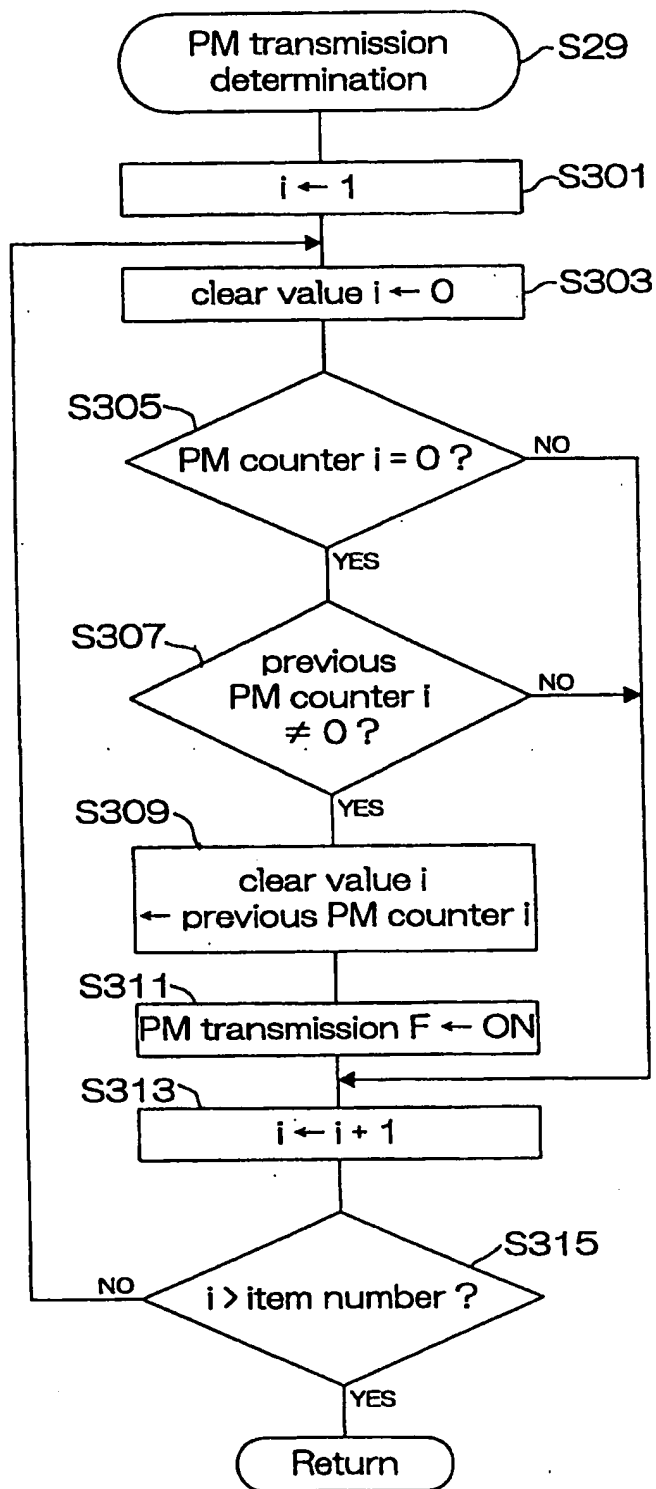 PM transmission
determination
S29
i ← 1
S301
clear value i ← 0
S303
S305
PM counter i = 0 ?
NO
YES
S307
previous
PM counter i
≠ 0 ?
NO
YES
S309
clear value i
← previous PM counter i
S311
PM transmission F ← ON
S313
i ← i + 1
S315
i > item number ?
NO
YES
Return